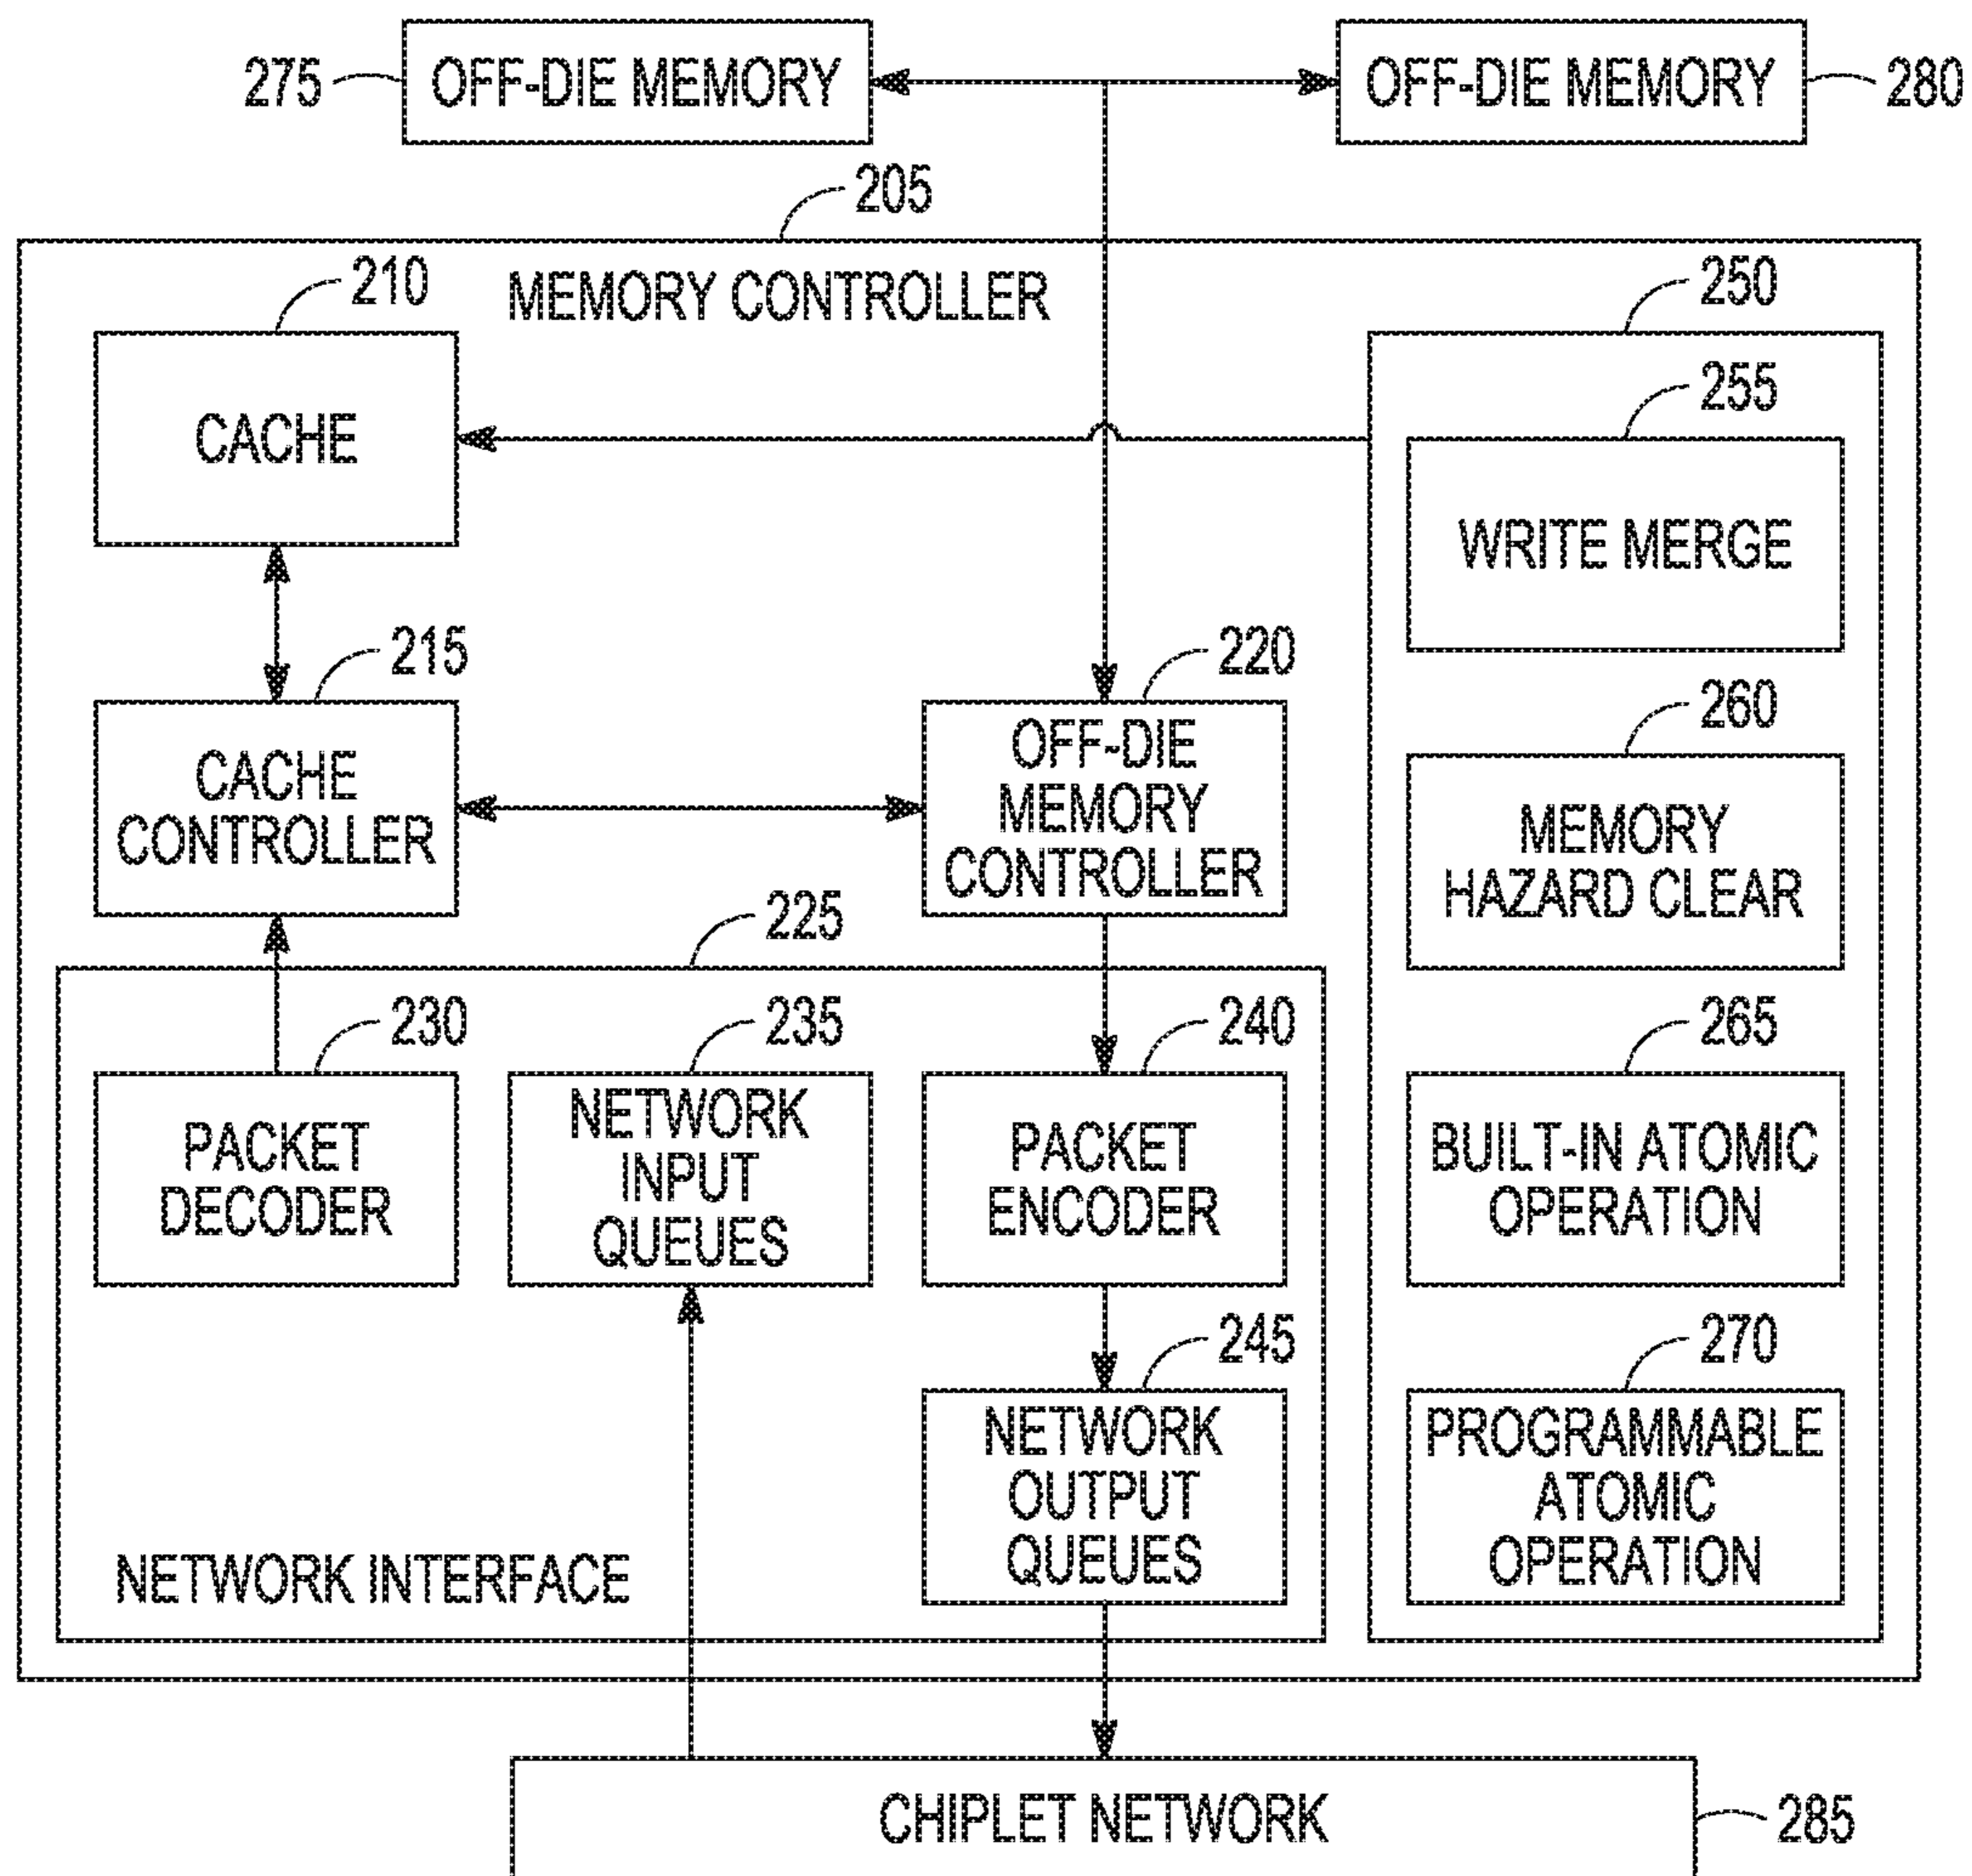 275
OFF-DIE MEMORY
OFF-DIE MEMORY
280
205
MEMORY CONTROLLER
210
CACHE
250
255
WRITE MERGE
215
CACHE
CONTROLLER
220
OFF-DIE
MEMORY
CONTROLLER
260
MEMORY
HAZARD CLEAR
225
230
PACKET
DECODER
235
NETWORK
INPUT
QUEUES
240
PACKET
ENCODER
265
BUILT-IN ATOMIC
OPERATION
245
NETWORK
OUTPUT
QUEUES
270
PROGRAMMABLE
ATOMIC
OPERATION
NETWORK INTERFACE
CHIPLET NETWORK
285